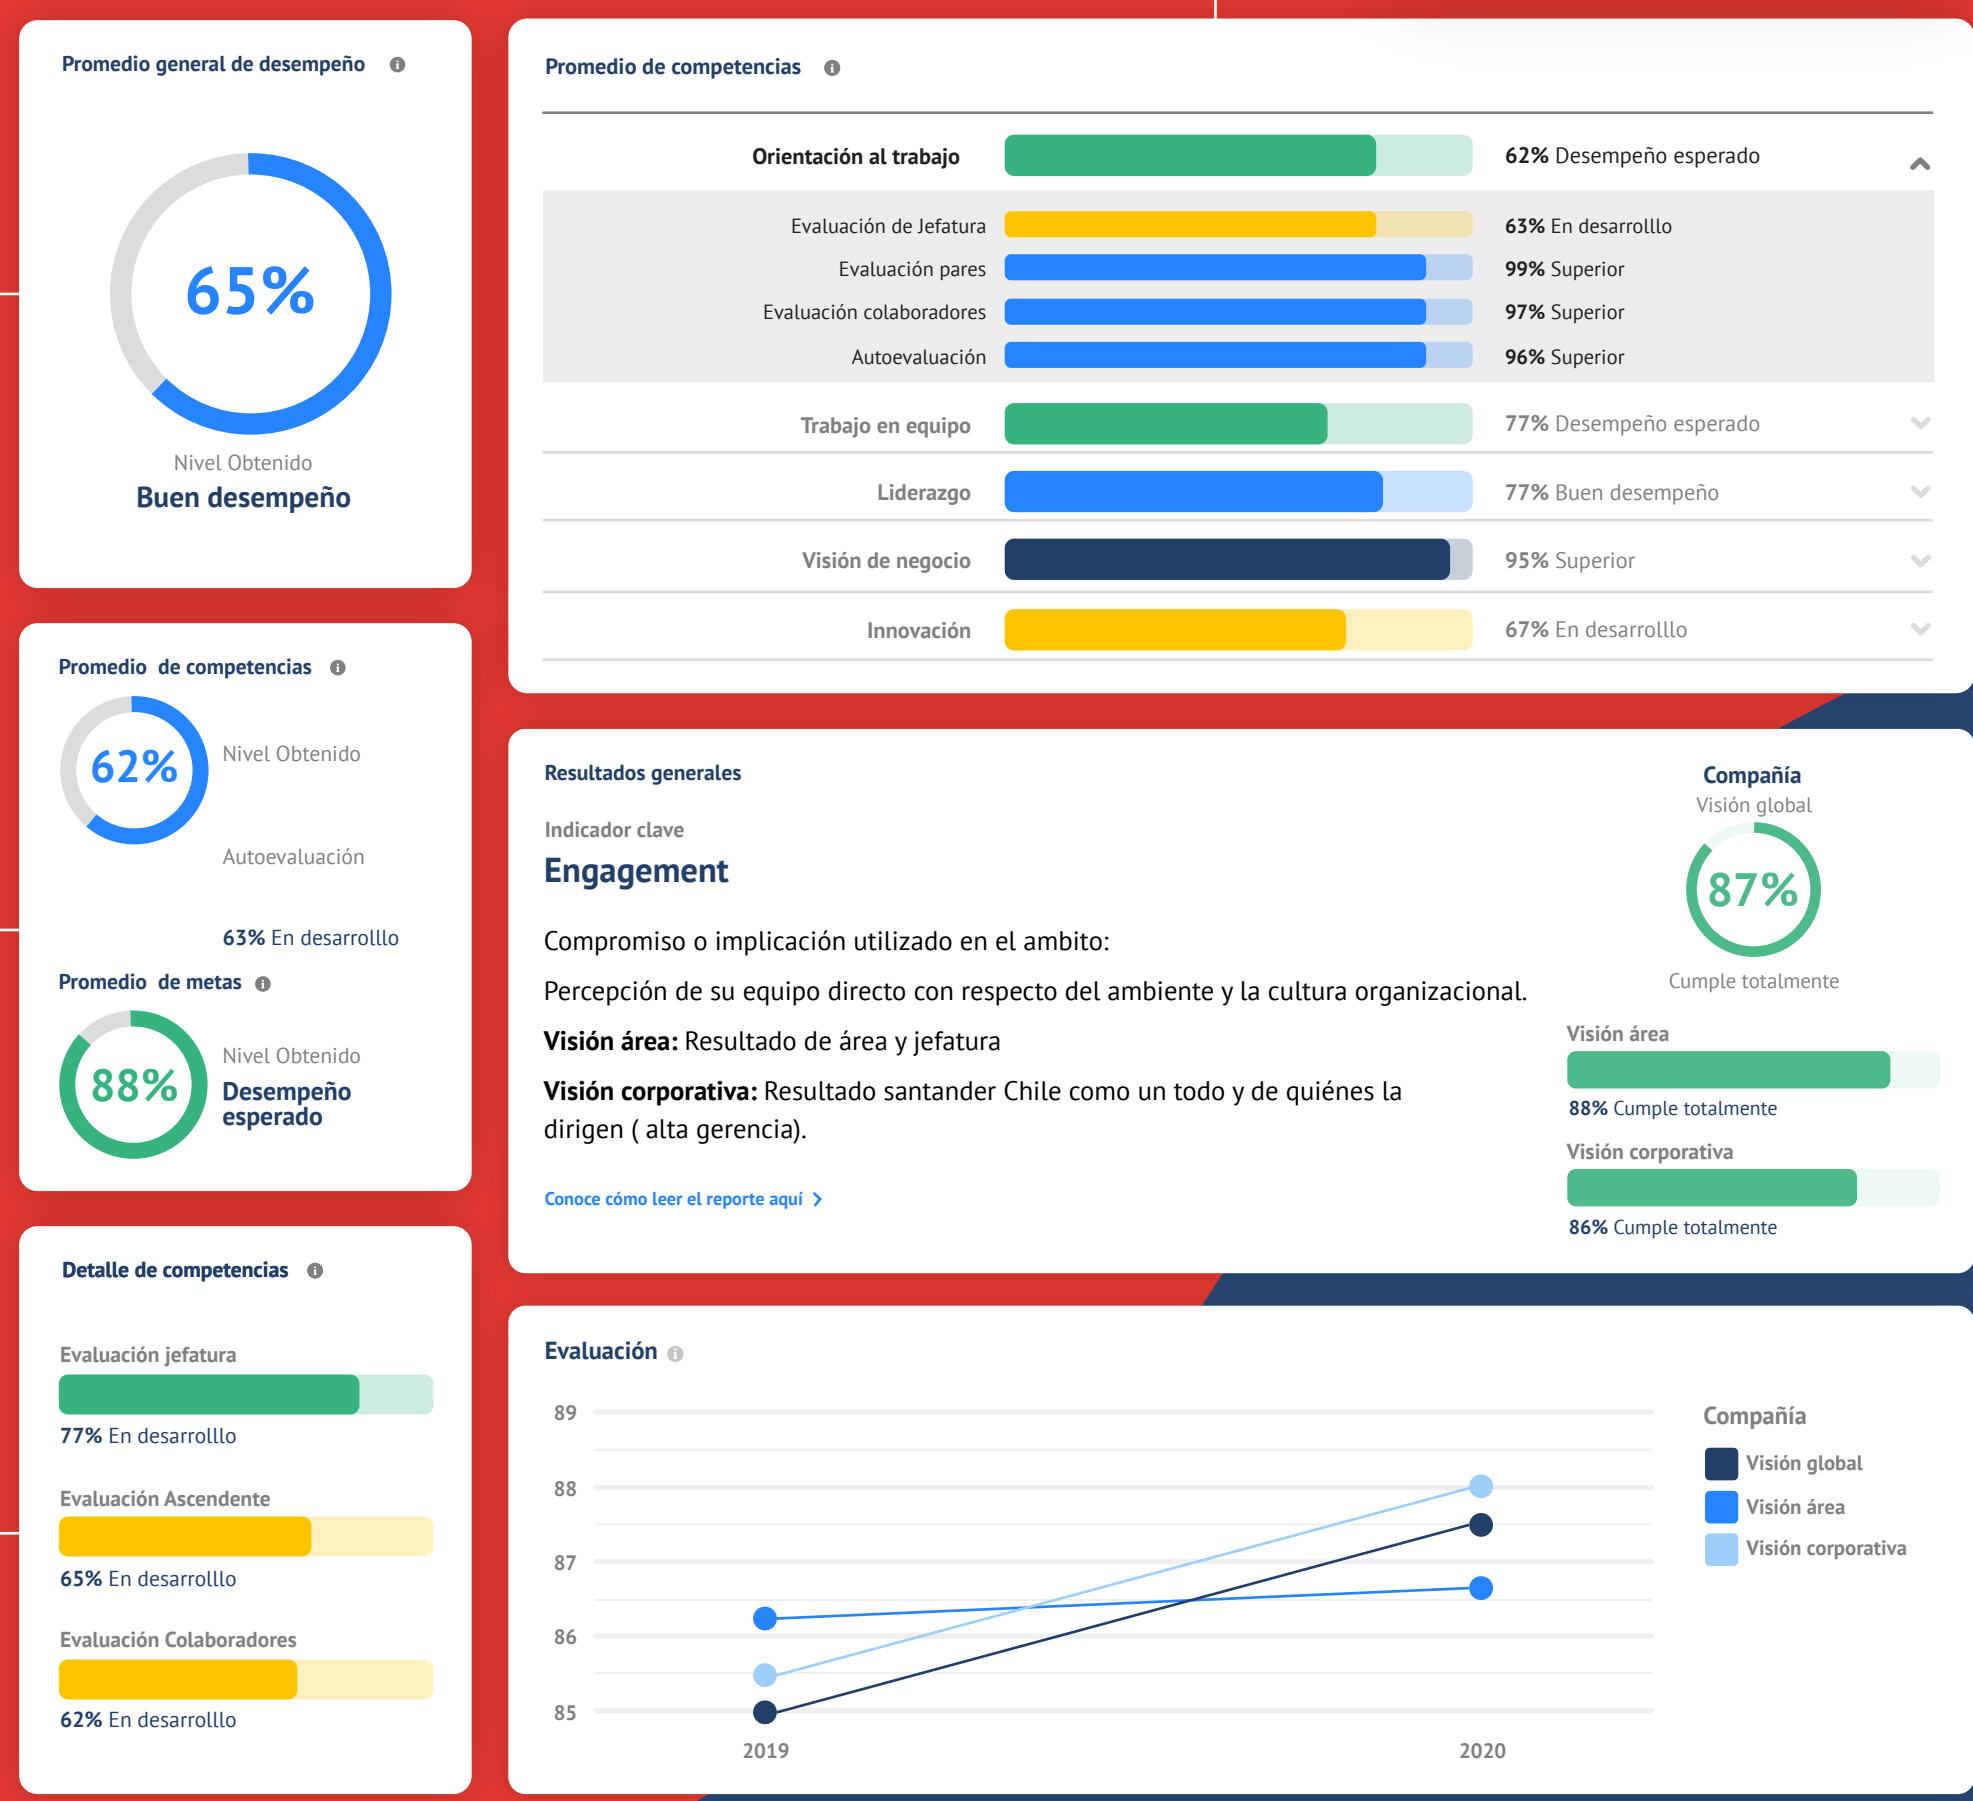 Promedio general de desempeño
65%
Nivel Obtenido
Buen desempeño
Promedio de competencias
62%
Nivel Obtenido
Autoevaluación
63% En desarrolllo
Promedio de metas
88%
Nivel Obtenido
Desempeño
esperado
Detalle de competencias
Evaluación jefatura
77% En desarrolllo
Evaluación Ascendente
65% En desarrolllo
Evaluación Colaboradores
62% En desarrolllo
Promedio de competencias
Orientación al trabajo 62% Desempeño esperado
Evaluación de Jefatura 63% En desarrolllo
Evaluación pares 99% Superior
Evaluación colaboradores 97% Superior
Autoevaluación 96% Superior
Trabajo en equipo 77% Desempeño esperado
Liderazgo 77% Buen desempeño
Visión de negocio 95% Superior
Innovación 67% En desarrolllo
Resultados generales
Indicador clave
Engagement
Compromiso o implicación utilizado en el ambito:
Percepción de su equipo directo con respecto del ambiente y la cultura organizacional.
Visión área: Resultado de área y jefatura
Visión corporativa: Resultado santander Chile como un todo y de quiénes la
dirigen ( alta gerencia).
Conoce cómo leer el reporte aquí
Compañía
Visión global
87%
Cumple totalmente
Visión área
88% Cumple totalmente
Visión corporativa
86% Cumple totalmente
Evaluación
89
88
87
86
85
2019 2020
Compañía
Visión global
Visión área
Visión corporativa